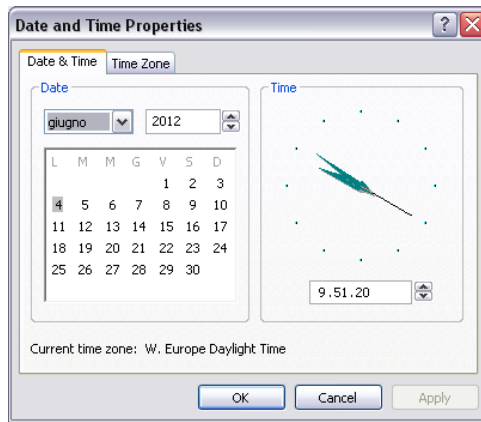 Date and Time Properties
Date & Time Time Zone
Date
giugno 2012
L M M G V S D
1 2 3
4 5 6 7 8 9 10
11 12 13 14 15 16 17
18 19 20 21 22 23 24
25 26 27 28 29 30
Time
9.51.20
Current time zone: W. Europe Daylight Time
OK Cancel Apply